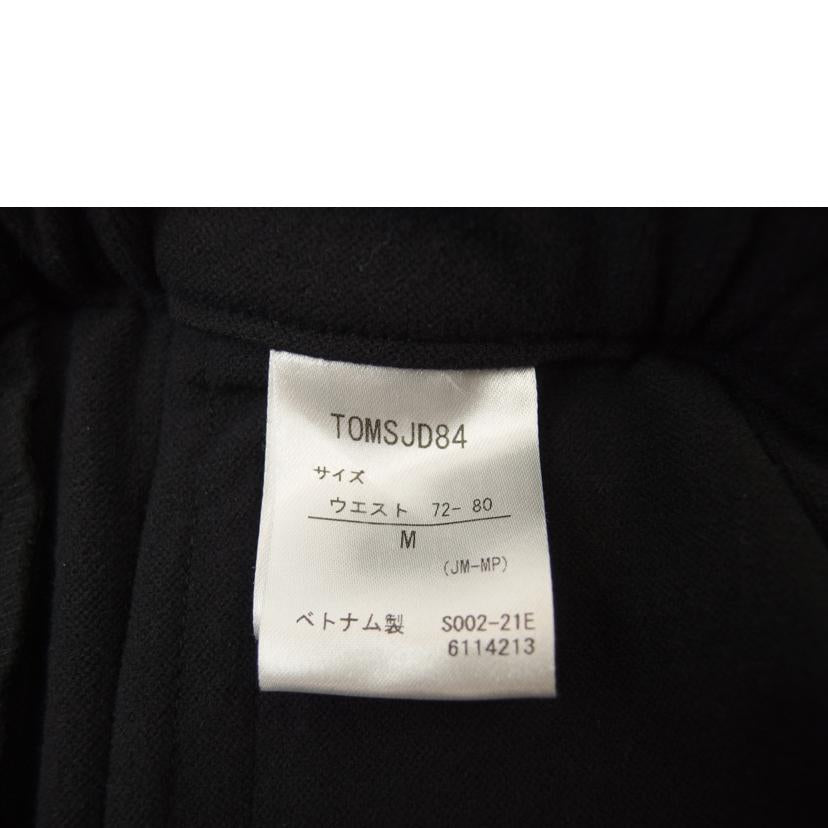 TOMSJD84
サイズ
ウエスト 72- 80
M
(JM-MP)
ベトナム製 S002-21E
6114213